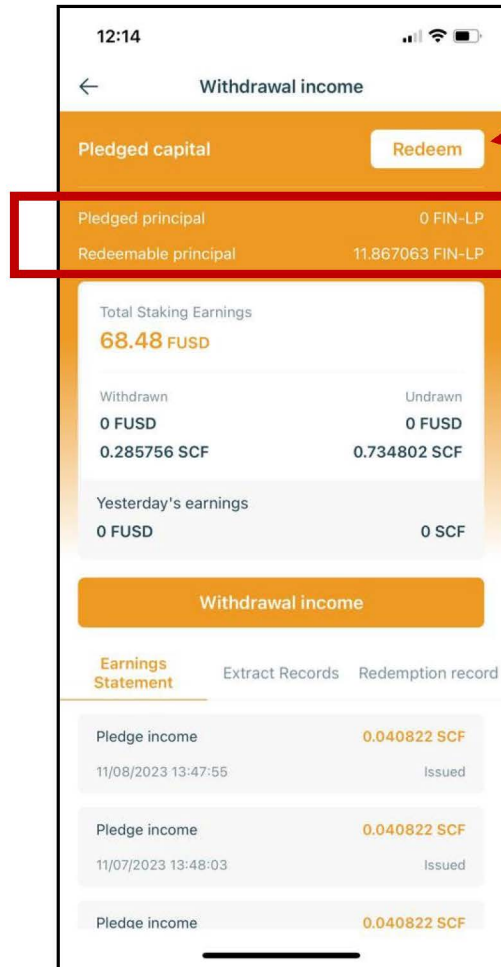 12:14
Withdrawal income
Pledged capital Redeem
Pledged principal 0 FIN-LP
Redeemable principal 11.867063 FIN-LP
Total Staking Earnings
68.48 FUSD
Withdrawn Undrawn
0 FUSD 0 FUSD
0.285756 SCF 0.734802 SCF
Yesterday's earnings
0 FUSD 0 SCF
Withdrawal income
Earnings Statement Extract Records Redemption record
Pledge income 0.040822 SCF
11/08/2023 13:47:55 Issued
Pledge income 0.040822 SCF
11/07/2023 13:48:03 Issued
Pledge income 0.040822 SCF